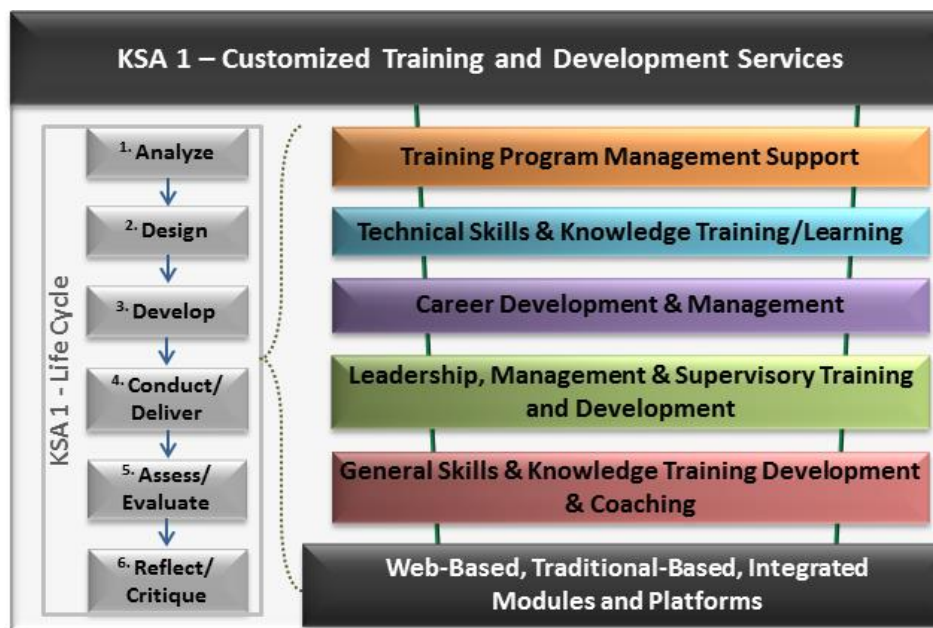 KSA 1 – Customized Training and Development Services
KSA 1 - Life Cycle
1. Analyze
2. Design
3. Develop
4. Conduct/
Deliver
5. Assess/
Evaluate
6. Reflect/
Critique
Training Program Management Support
Technical Skills & Knowledge Training/Learning
Career Development & Management
Leadership, Management & Supervisory Training
and Development
General Skills & Knowledge Training Development
& Coaching
Web-Based, Traditional-Based, Integrated
Modules and Platforms